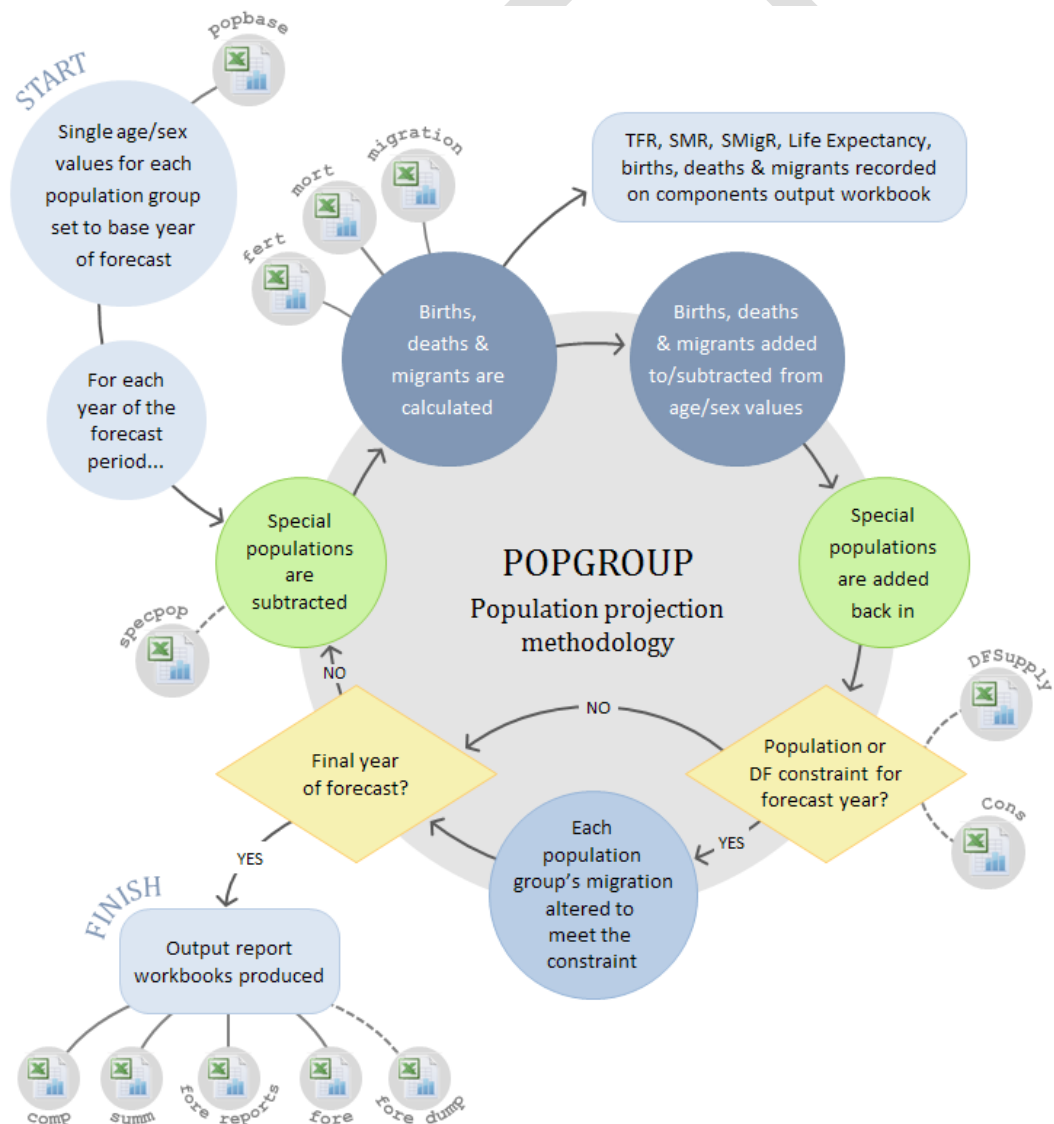 START
popbase
Single age/sex
values for each
population group
set to base year
of forecast
For each
year of the
forecast
period...
fert
mort
migration
Births,
deaths &
migrants are
calculated
TFR, SMR, SMigR, Life Expectancy,
births, deaths & migrants recorded
on components output workbook
Births, deaths
& migrants added
to/subtracted from
age/sex values
Special
populations
are
subtracted
specpop
Special
populations
are added
back in
POPGROUP
Population projection
methodology
DFSupply
Cons
Population or
DF constraint for
forecast year?
NO
YES
Each
population
group's migration
altered to
meet the
constraint
Final year
of forecast?
NO
YES
FINISH
Output report
workbooks produced
comp
summ
fore reports
fore
fore dump